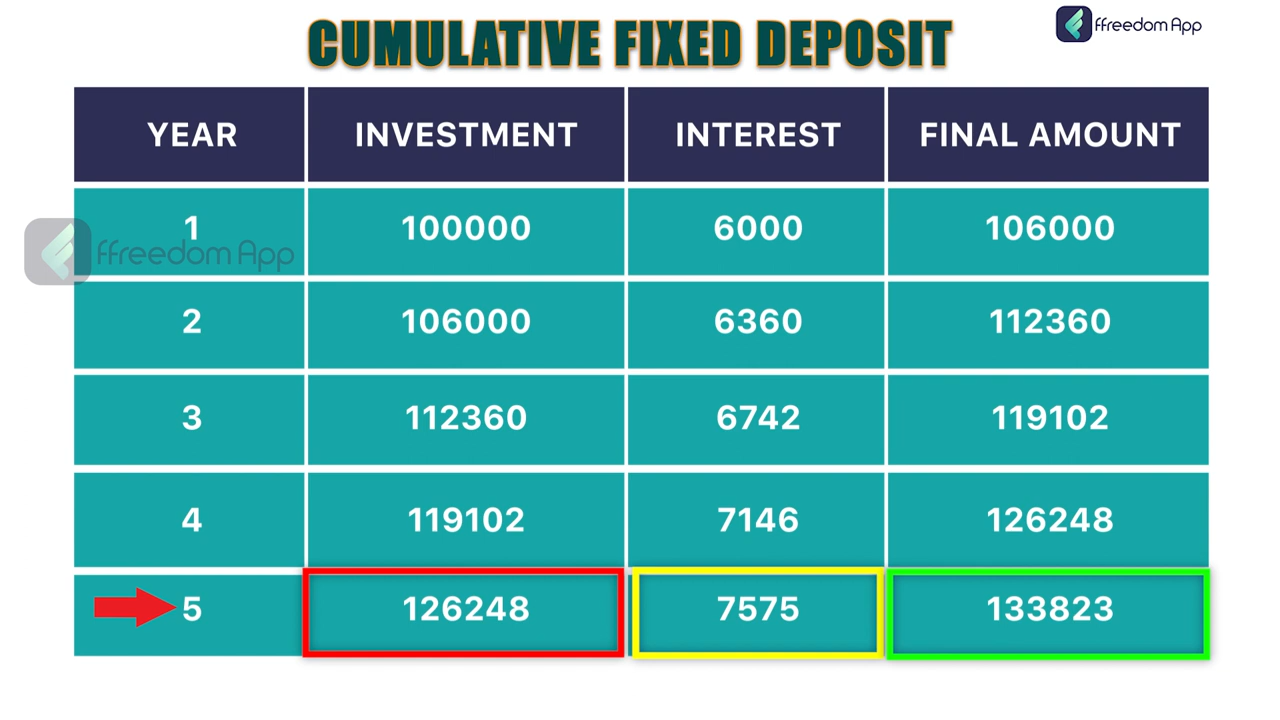 CUMULATIVE FIXED DEPOSIT
ffreedom App
YEAR INVESTMENT INTEREST FINAL AMOUNT
1 100000 6000 106000
ffreedom App
2 106000 6360 112360
3 112360 6742 119102
4 119102 7146 126248
5 126248 7575 133823